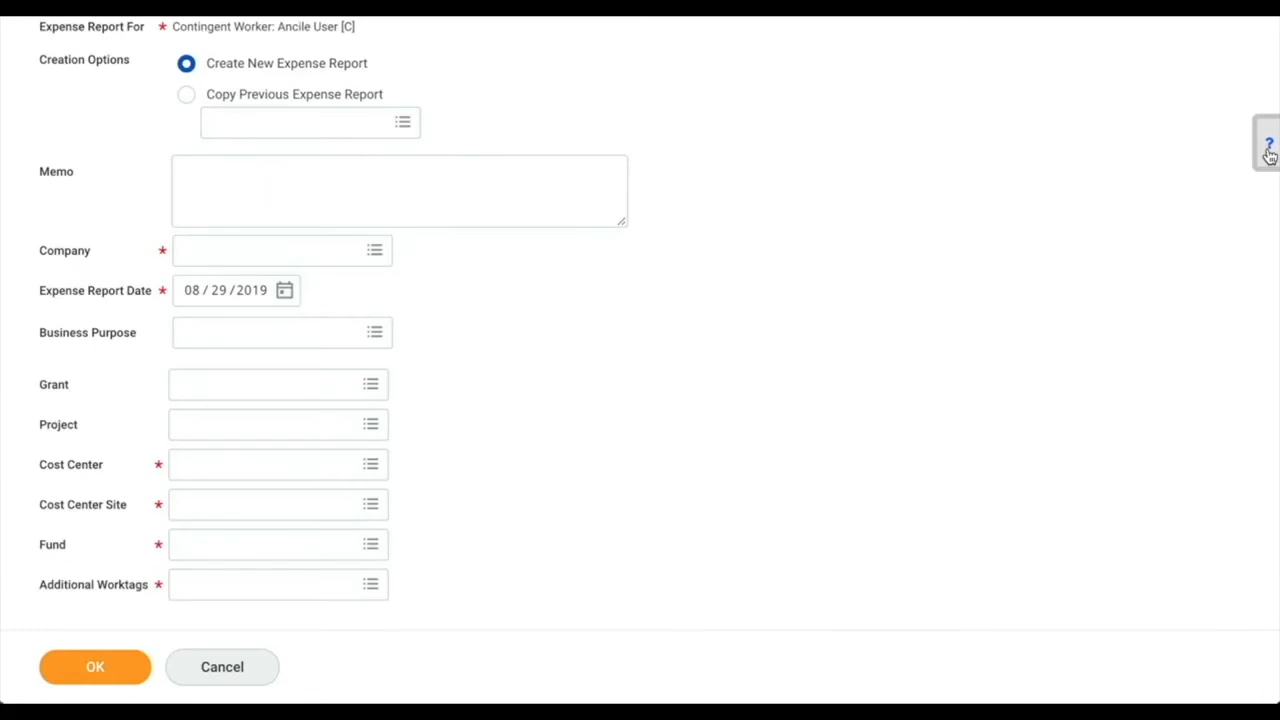 Expense Report For * Contingent Worker: Ancile User [C]
Creation Options
Create New Expense Report
Copy Previous Expense Report
Memo
Company *
Expense Report Date * 08 / 29 / 2019
Business Purpose
Grant
Project
Cost Center *
Cost Center Site *
Fund *
Additional Worktags *
OK Cancel
?